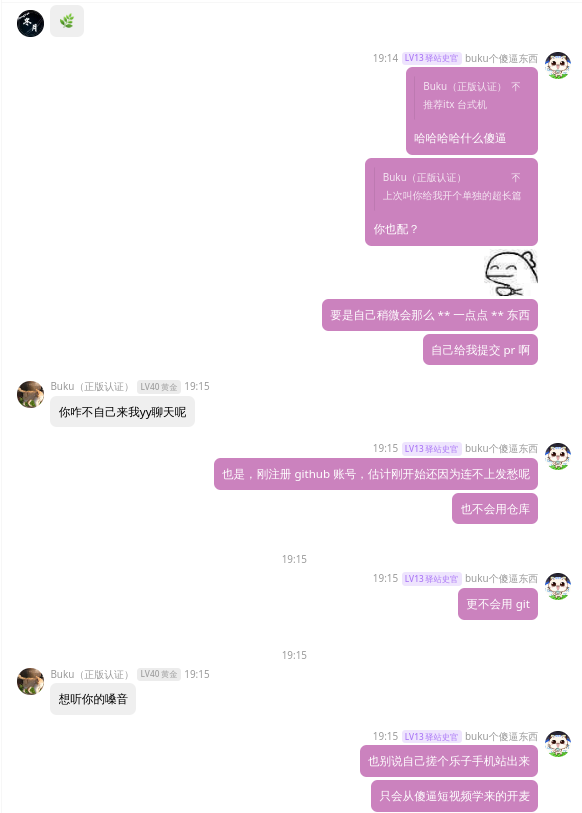 🌿
19:14 LV13 驿站史官 buku个傻逼东西
Buku（正版认证）
推荐itx 台式机
哈哈哈哈什么傻逼
Buku（正版认证）
上次叫你给我开个单独的超长篇
你也配？
要是自己稍微会那么 ** 一点点 ** 东西
自己给我提交 pr 啊
Buku（正版认证） LV40 黄金 19:15
你咋不自己来我yy聊天呢
19:15 LV13 驿站史官 buku个傻逼东西
也是，刚注册 github 账号，估计刚开始还因为连不上发愁呢
也不会用仓库
19:15
19:15 LV13 驿站史官 buku个傻逼东西
更不会用 git
19:15
Buku（正版认证） LV40 黄金 19:15
想听你的嗓音
19:15 LV13 驿站史官 buku个傻逼东西
也别说自己搓个乐子手机站出来
只会从傻逼短视频学来的开麦